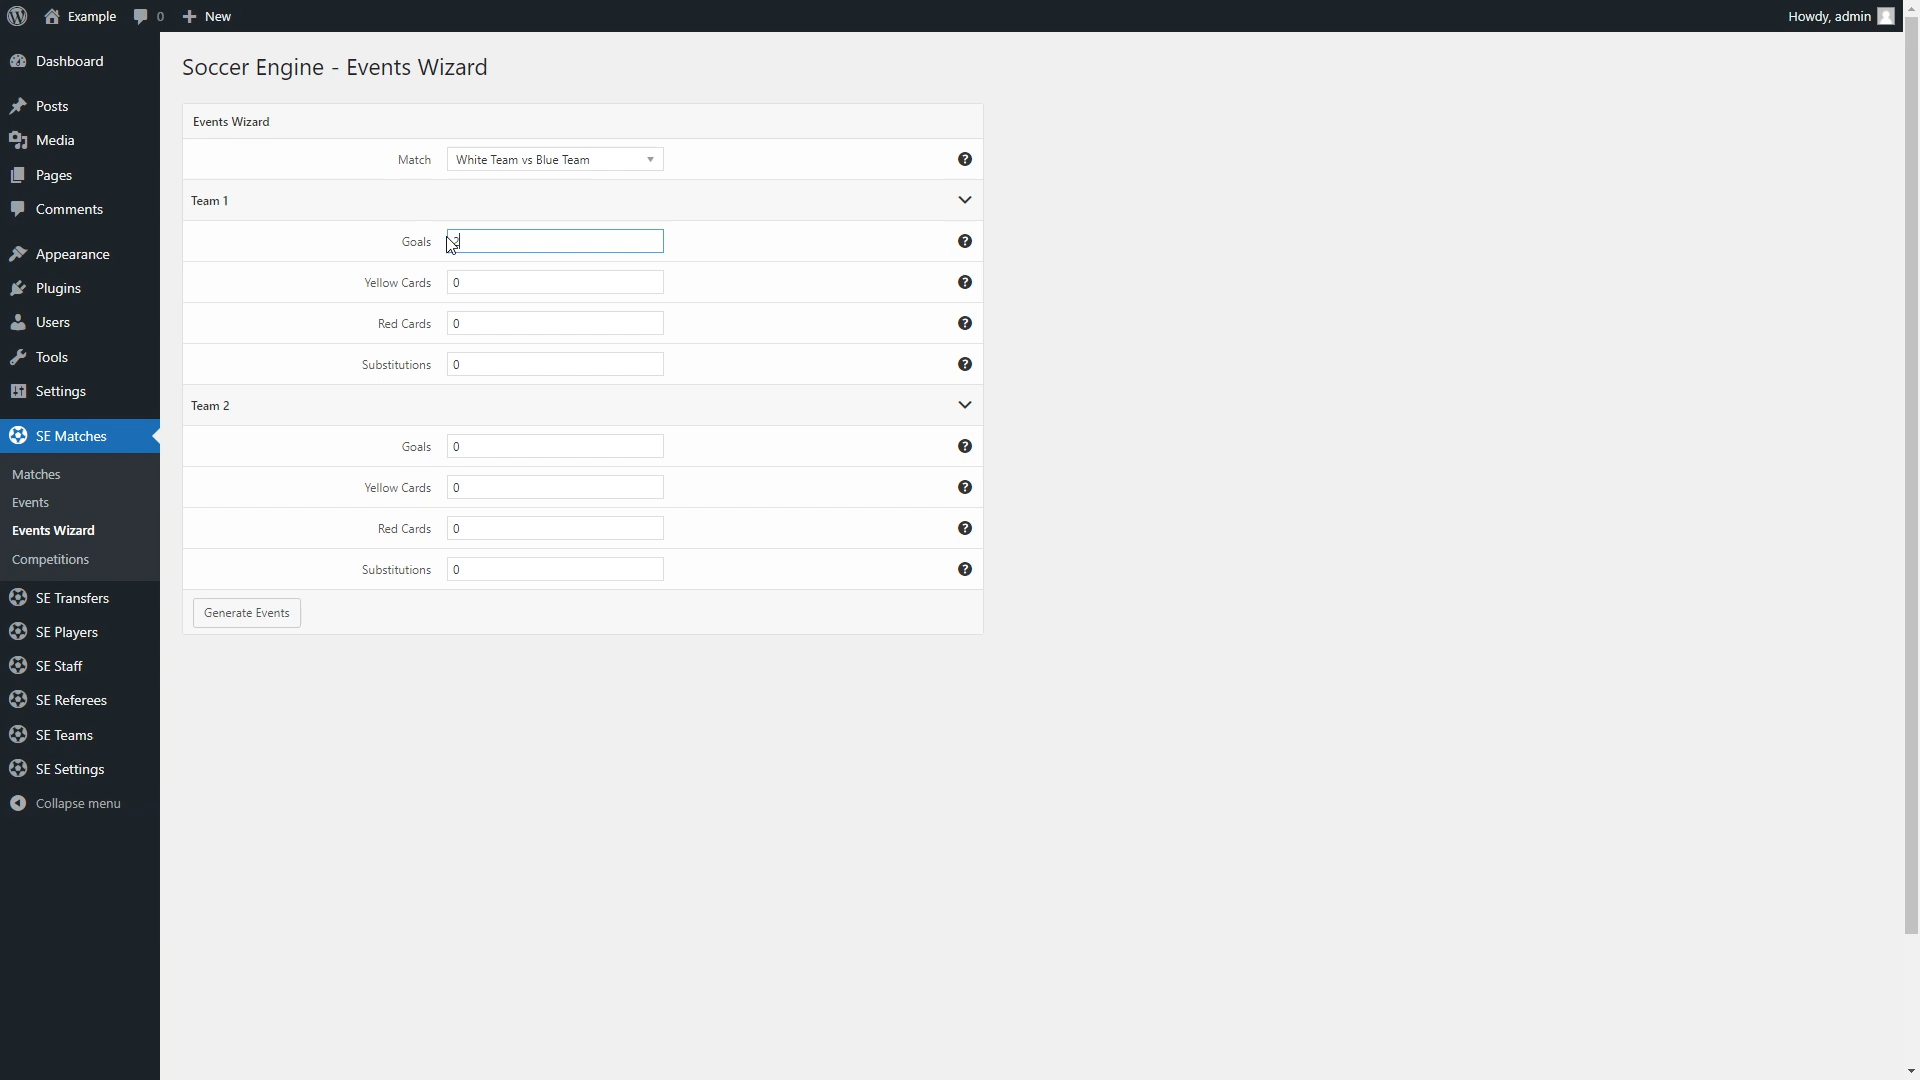 Example 0 New Howdy, admin
Dashboard
Posts
Media
Pages
Comments
Appearance
Plugins
Users
Tools
Settings
SE Matches
Matches
Events
Events Wizard
Competitions
SE Transfers
SE Players
SE Staff
SE Referees
SE Teams
SE Settings
Collapse menu
Soccer Engine - Events Wizard
Events Wizard
Match White Team vs Blue Team
Team 1
Goals 2
Yellow Cards 0
Red Cards 0
Substitutions 0
Team 2
Goals 0
Yellow Cards 0
Red Cards 0
Substitutions 0
Generate Events